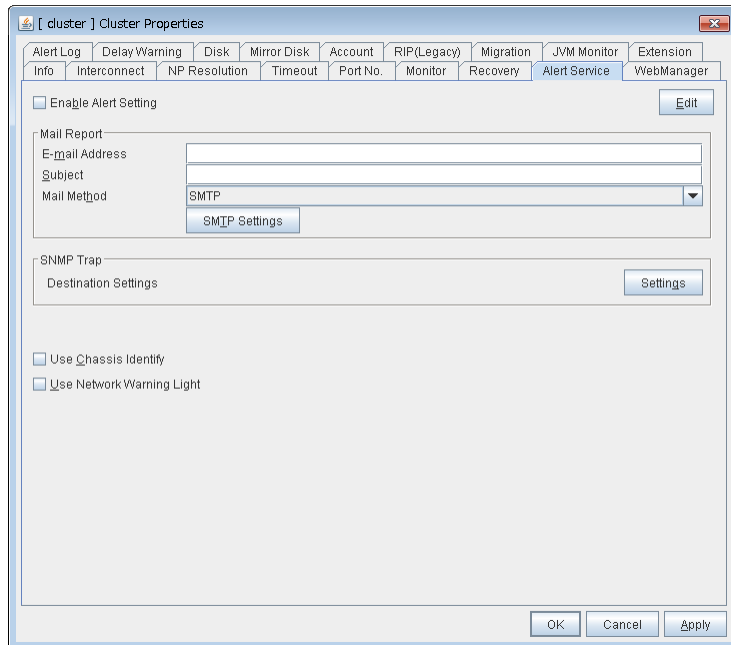 [ cluster ] Cluster Properties
Alert Log Delay Warning Disk Mirror Disk Account RIP(Legacy) Migration JVM Monitor Extension
Info Interconnect NP Resolution Timeout Port No. Monitor Recovery Alert Service WebManager
Enable Alert Setting Edit
Mail Report
E-mail Address
Subject
Mail Method SMTP
SMTP Settings
SNMP Trap
Destination Settings Settings
Use Chassis Identify
Use Network Warning Light
OK Cancel Apply